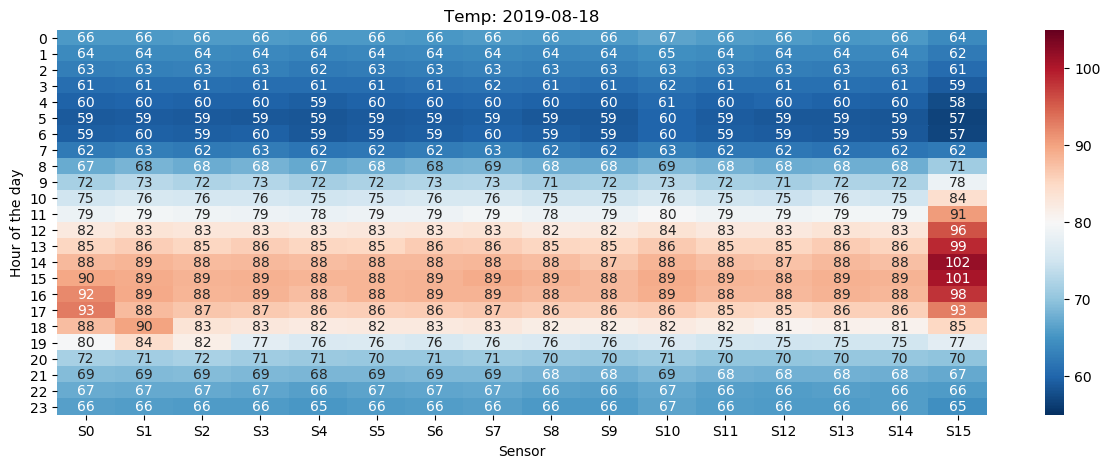 Temp: 2019-08-18
Hour of the day
0 66 66 66 66 66 66 66 66 66 66 67 66 66 66 66 64
1 64 64 64 64 64 64 64 64 64 64 65 64 64 64 64 62
2 63 63 63 63 62 63 63 63 63 63 63 63 63 63 63 61
3 61 61 61 61 61 61 61 62 61 61 62 61 61 61 61 59
4 60 60 60 60 59 60 60 60 60 60 61 60 60 60 60 58
5 59 59 59 59 59 59 59 59 59 59 60 59 59 59 59 57
6 59 60 59 60 59 59 59 60 59 59 60 59 59 59 59 57
7 62 63 62 63 62 62 62 63 62 62 63 62 62 62 62 62
8 67 68 68 68 67 68 68 69 68 68 69 68 68 68 68 71
9 72 73 72 73 72 72 73 73 71 72 73 72 71 72 72 78
10 75 76 76 76 75 75 76 76 75 75 76 75 75 76 75 84
11 79 79 79 79 78 79 79 79 78 79 80 79 79 79 79 91
12 82 83 83 83 83 83 83 83 82 82 84 83 83 83 83 96
13 85 86 85 86 85 85 86 86 85 85 86 85 85 86 86 99
14 88 89 88 88 88 88 88 88 88 87 88 88 87 88 88 102
15 90 89 89 89 88 88 89 89 89 88 89 89 88 89 89 101
16 92 89 88 89 88 88 89 89 88 88 89 88 88 89 88 98
17 93 88 87 87 86 86 86 87 86 86 86 85 85 86 86 93
18 88 90 83 83 82 82 83 83 82 82 82 82 81 81 81 85
19 80 84 82 77 76 76 76 76 76 76 76 75 75 75 75 77
20 72 71 72 71 71 70 71 71 70 70 71 70 70 70 70 70
21 69 69 69 69 68 69 69 69 68 68 69 68 68 68 68 67
22 67 67 67 67 66 67 67 67 66 66 67 66 66 66 66 66
23 66 66 66 66 65 66 66 66 66 66 67 66 66 66 66 65
S0 S1 S2 S3 S4 S5 S6 S7 S8 S9 S10 S11 S12 S13 S14 S15
Sensor
100
90
80
70
60